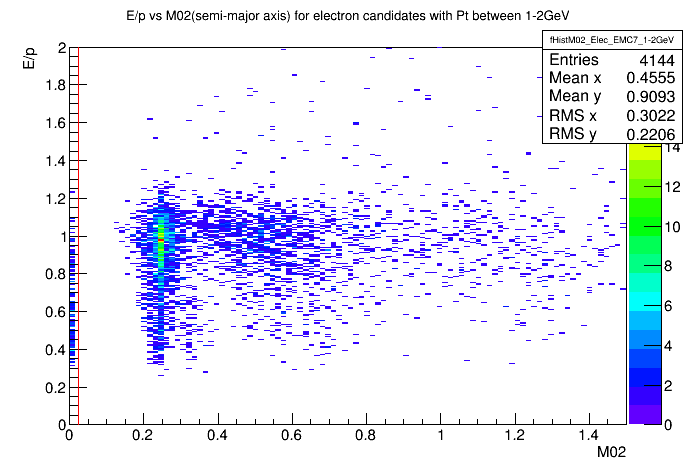 E/p vs M02(semi-major axis) for electron candidates with Pt between 1-2GeV
fHistM02_Elec_EMC7_1-2GeV
Entries 4144
Mean x 0.4555
Mean y 0.9093
RMS x 0.3022
RMS y 0.2206
E/p
2
1.8
1.6
1.4
1.2
1
0.8
0.6
0.4
0.2
0
14
12
10
8
6
4
2
0
0 0.2 0.4 0.6 0.8 1 1.2 1.4
M02